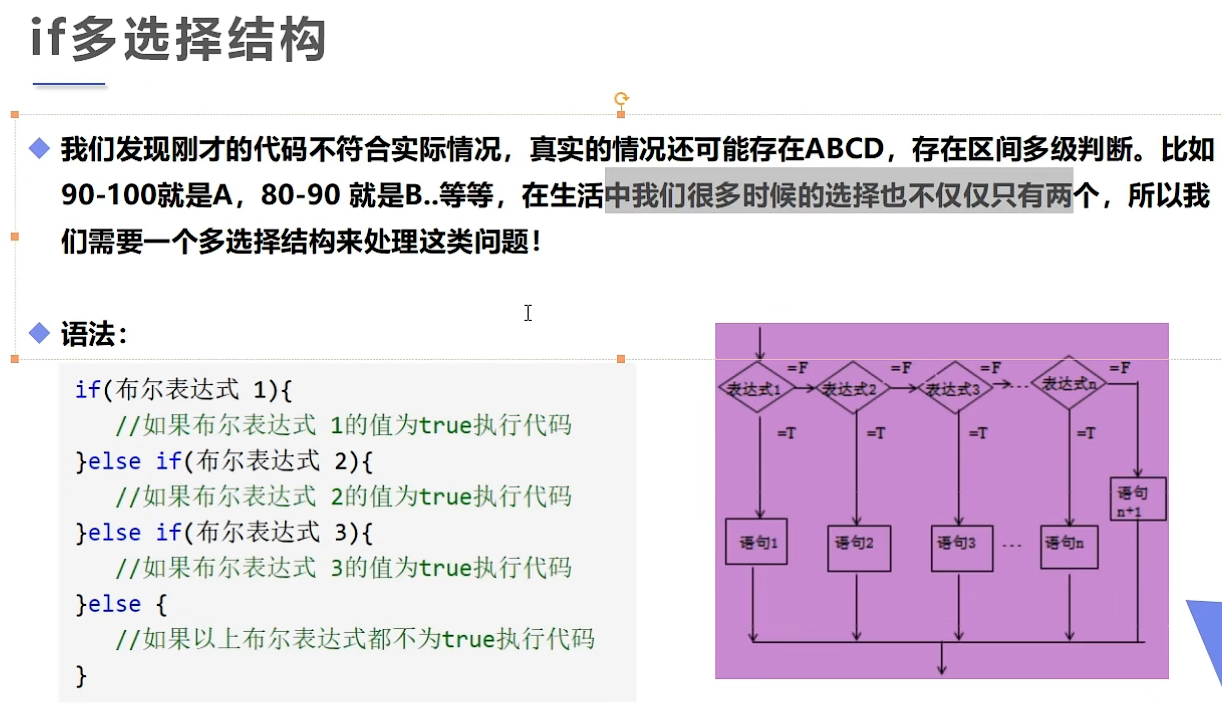 if多选择结构
我们发现刚才的代码不符合实际情况，真实的情况还可能存在ABCD，存在区间多级判断。比如
90-100就是A，80-90 就是B..等等，在生活中我们很多时候的选择也不仅仅只有两个，所以我
们需要一个多选择结构来处理这类问题！
语法：
if(布尔表达式 1){
//如果布尔表达式 1的值为true执行代码
}else if(布尔表达式 2){
//如果布尔表达式 2的值为true执行代码
}else if(布尔表达式 3){
//如果布尔表达式 3的值为true执行代码
}else {
//如果以上布尔表达式都不为true执行代码
}
=F =F =F =F
表达式1 表达式2 表达式3 ... 表达式n
=T =T =T =T
语句
n+1
语句1 语句2 语句3 ... 语句n